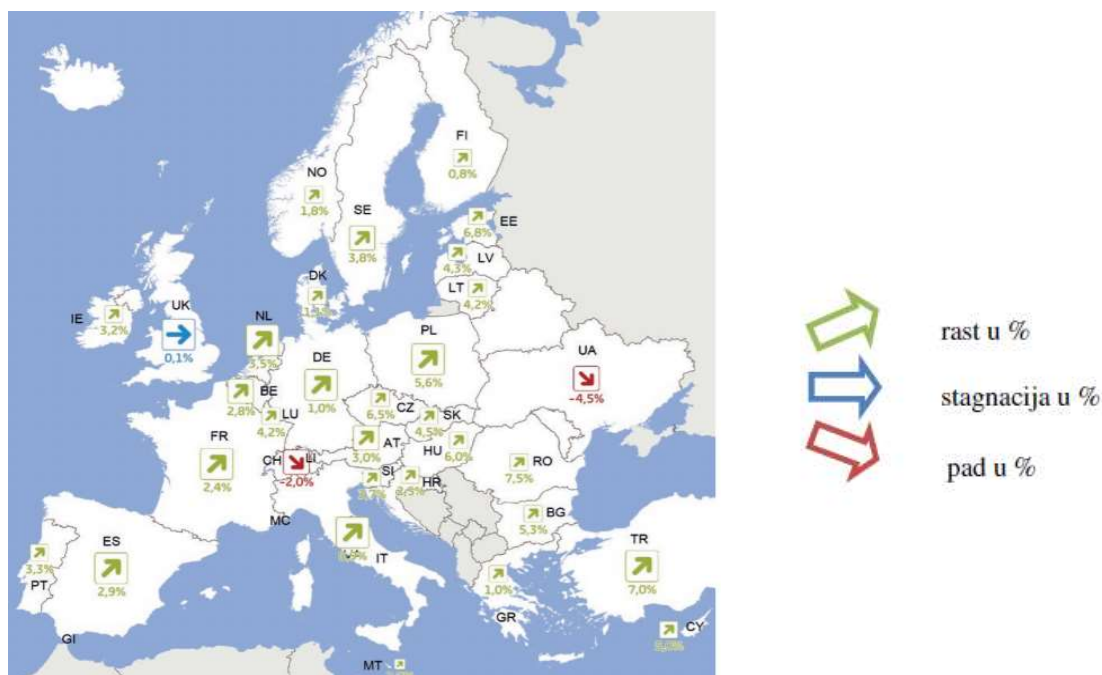 FI
0,8%
NO
1,8%
SE
3,8%
EE
6,8%
LV
4,3%
LT
4,2%
DK
IE
3,2%
UK
0,1%
NL
3,5%
DE
1,0%
PL
5,6%
UA
-4,5%
BE
2,8%
LU
4,2%
CZ
6,5%
SK
4,5%
FR
2,4%
CH
LI
-2,0%
AT
3,0%
HU
6,0%
RO
7,5%
SI
HR
BG
5,3%
MC
IT
ES
2,9%
PT
3,3%
GI
GR
1,0%
TR
7,0%
CY
MT
rast u %
stagnacija u %
pad u %